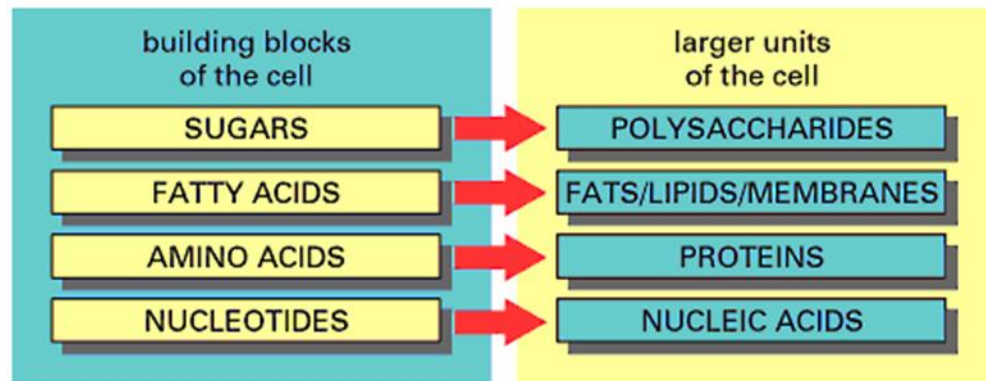 building blocks
of the cell
SUGARS
FATTY ACIDS
AMINO ACIDS
NUCLEOTIDES
larger units
of the cell
POLYSACCHARIDES
FATS/LIPIDS/MEMBRANES
PROTEINS
NUCLEIC ACIDS